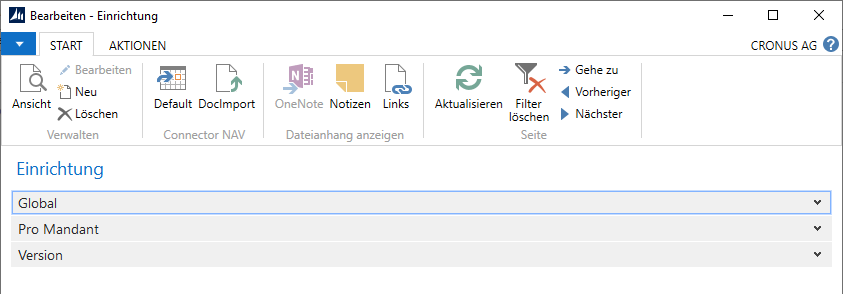 Bearbeiten - Einrichtung
START AKTIONEN CRONUS AG ?
Ansicht
Bearbeiten
Neu
Löschen
Verwalten
Default DocImport
Connector NAV
OneNote Notizen Links
Dateianhang anzeigen
Aktualisieren
Filter
löschen
Gehe zu
Vorheriger
Nächster
Seite
Einrichtung
Global
Pro Mandant
Version